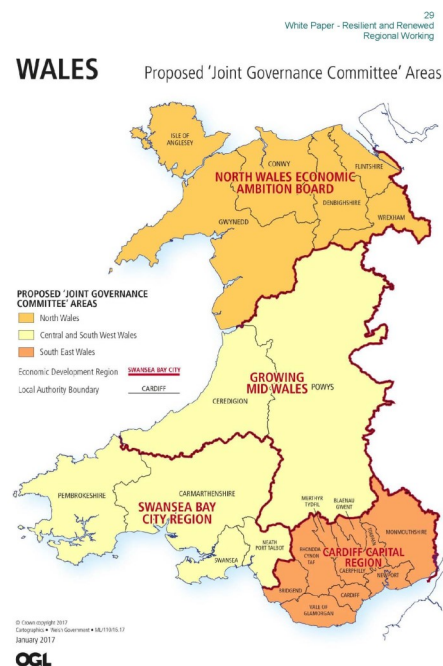 29
White Paper - Resilient and Renewed
Regional Working
WALES
Proposed 'Joint Governance Committee' Areas
ISLE OF
ANGLESEY
CONWY
FLINTSHIRE
NORTH WALES ECONOMIC
AMBITION BOARD
DENBIGHSHIRE
WREXHAM
GWYNEDD
PROPOSED 'JOINT GOVERNANCE
COMMITTEE' AREAS
North Wales
Central and South West Wales
South East Wales
Economic Development Region
SWANSEA BAY CITY
Local Authority Boundary
CARDIFF
GROWING
MID WALES
POWYS
CEREDIGION
PEMBROKESHIRE
CARMARTHENSHIRE
SWANSEA BAY
CITY REGION
SWANSEA
NEATH
PORT TALBOT
MERTHYR
TYDFIL
BLAENAU
GWENT
MONMOUTHSHIRE
RHONDDA
CYNON
TAF
CARDIFF CAPITAL
REGION
CAERPHILLY
NEWPORT
BRIDGEND
CARDIFF
VALE OF
GLAMORGAN
© Crown copyright 2017
Cartographics • Welsh Government • ML/110/16.17
January 2017
OGL